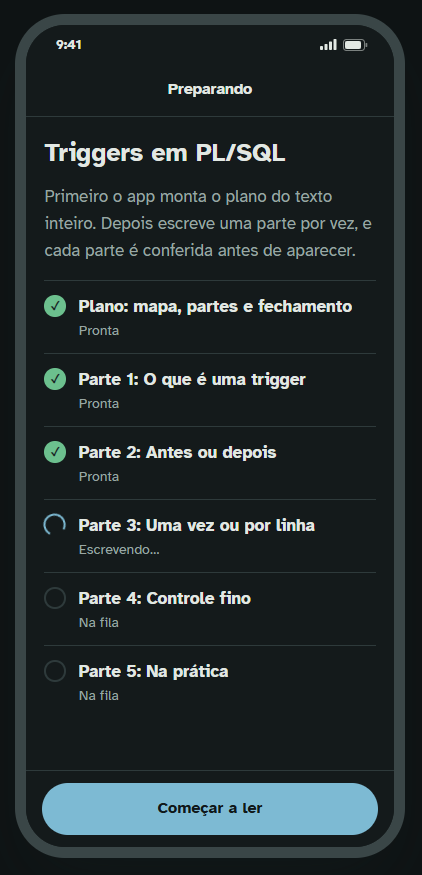 9:41
Preparando
Triggers em PL/SQL
Primeiro o app monta o plano do texto
inteiro. Depois escreve uma parte por vez, e
cada parte é conferida antes de aparecer.
Plano: mapa, partes e fechamento
Pronta
Parte 1: O que é uma trigger
Pronta
Parte 2: Antes ou depois
Pronta
Parte 3: Uma vez ou por linha
Escrevendo...
Parte 4: Controle fino
Na fila
Parte 5: Na prática
Na fila
Começar a ler